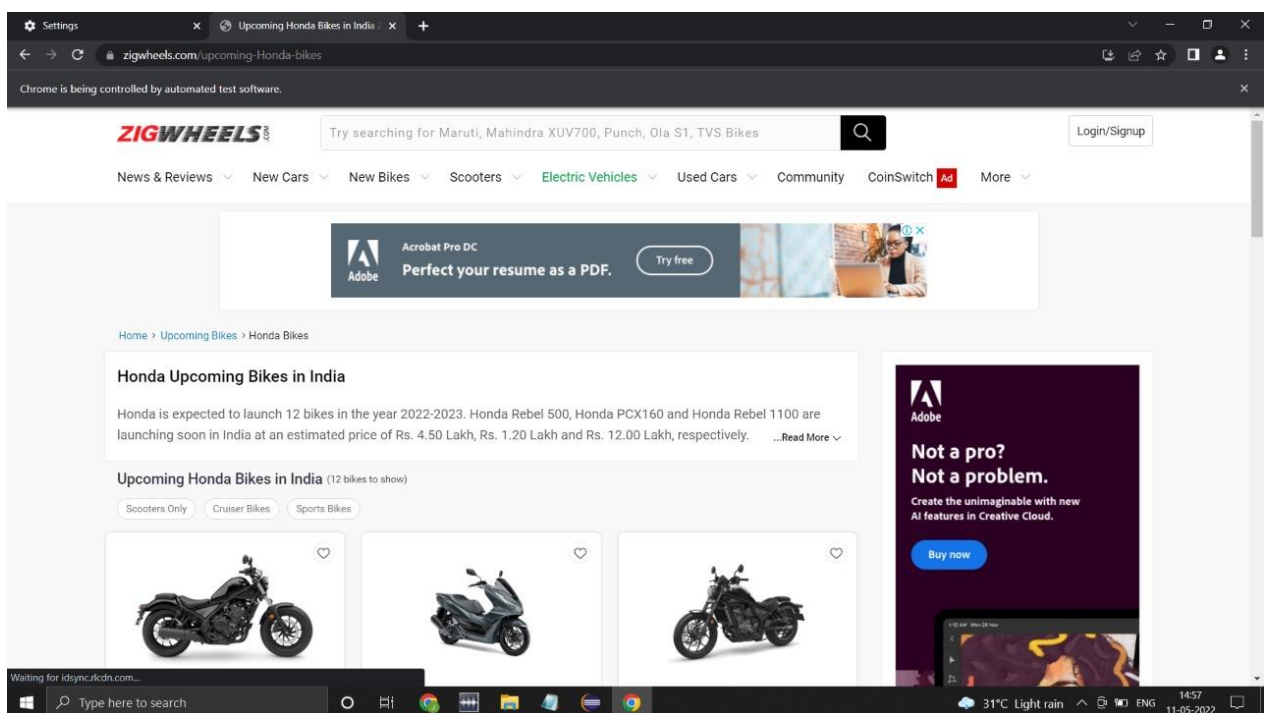 Settings
Upcoming Honda Bikes in India
zigwheels.com/upcoming-Honda-bikes
Chrome is being controlled by automated test software.
ZIGWHEELS.COM
Try searching for Maruti, Mahindra XUV700, Punch, Ola S1, TVS Bikes
Login/Signup
News & Reviews New Cars New Bikes Scooters Electric Vehicles Used Cars Community CoinSwitch Ad More
Adobe
Acrobat Pro DC
Perfect your resume as a PDF.
Try free
Home > Upcoming Bikes > Honda Bikes
Honda Upcoming Bikes in India
Honda is expected to launch 12 bikes in the year 2022-2023. Honda Rebel 500, Honda PCX160 and Honda Rebel 1100 are
launching soon in India at an estimated price of Rs. 4.50 Lakh, Rs. 1.20 Lakh and Rs. 12.00 Lakh, respectively. ...Read More
Upcoming Honda Bikes in India (12 bikes to show)
Scooters Only Cruiser Bikes Sports Bikes
Adobe
Not a pro?
Not a problem.
Create the unimaginable with new
AI features in Creative Cloud.
Buy now
Waiting for idsync.rlcdn.com...
Type here to search
31°C Light rain
ENG
14:57
11-05-2022